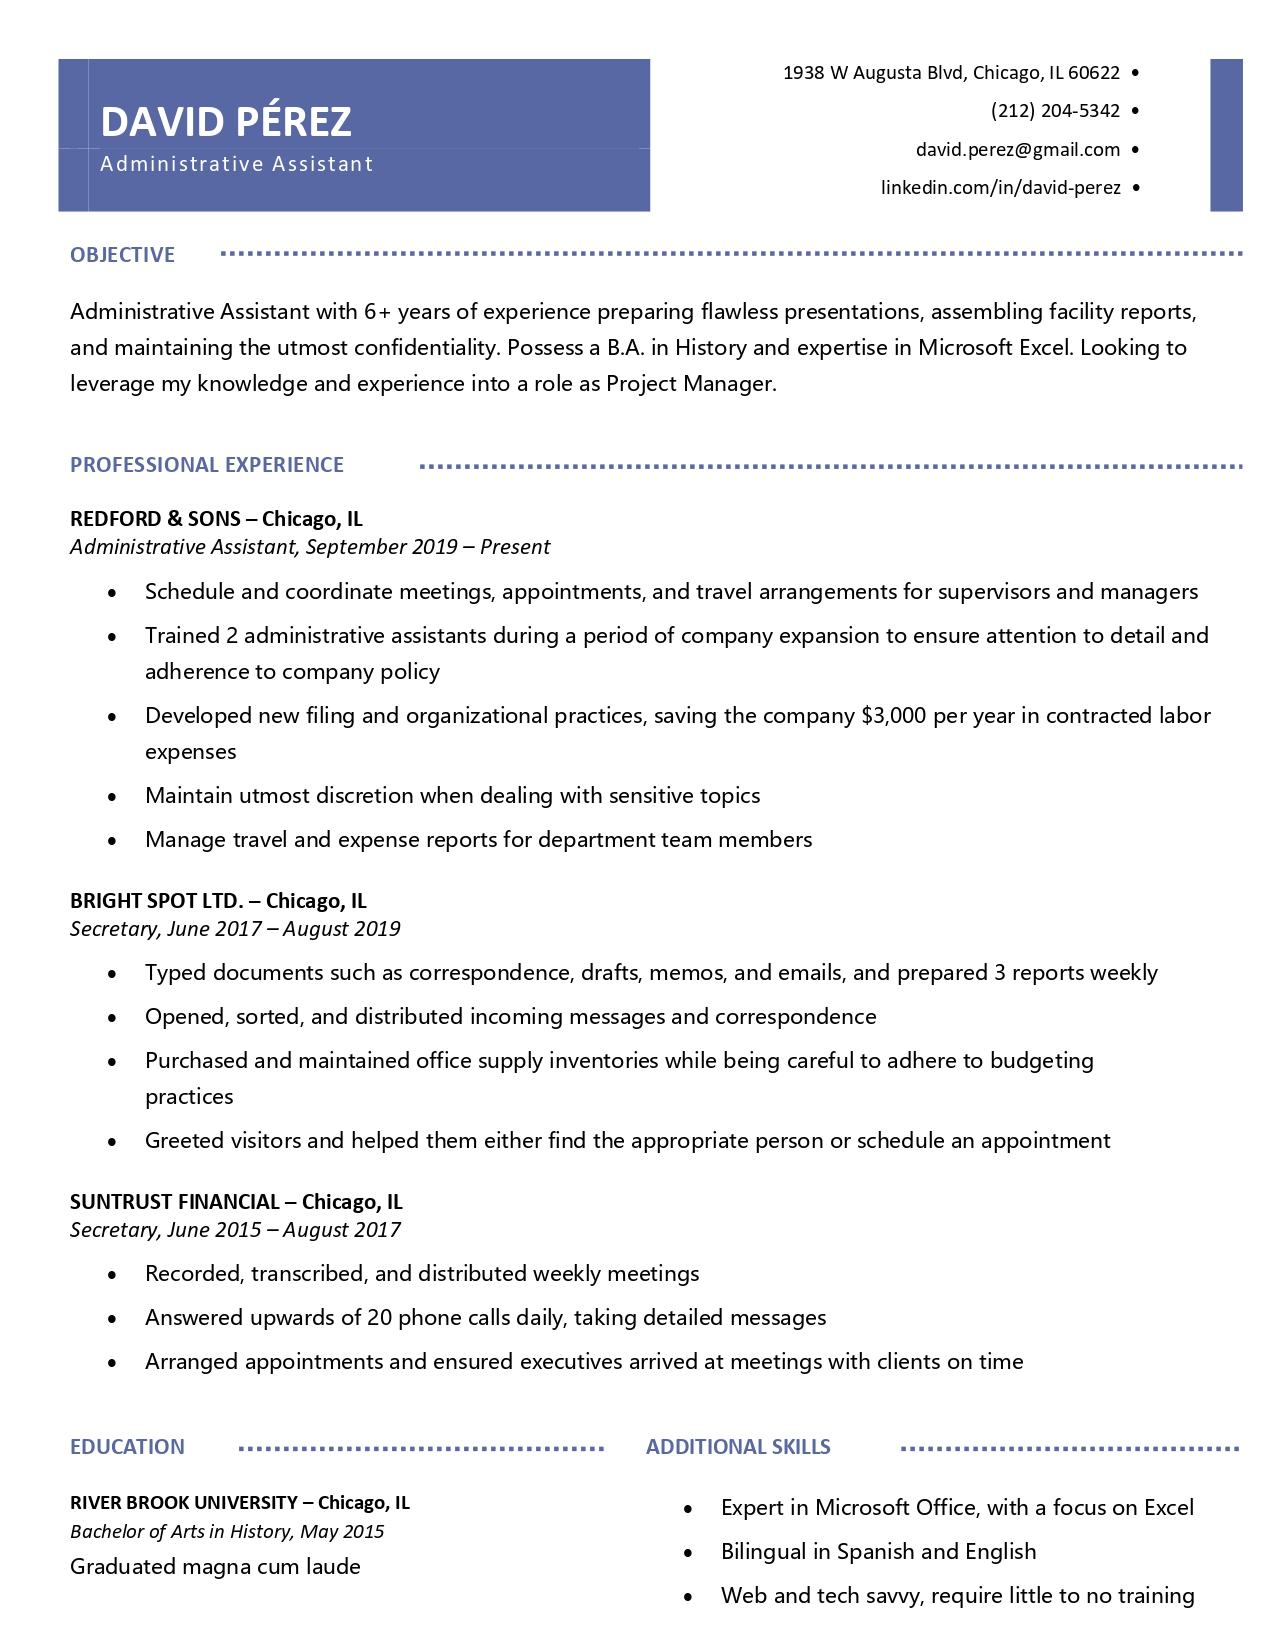 DAVID PÉREZ
Administrative Assistant
1938 W Augusta Blvd, Chicago, IL 60622 •
(212) 204-5342 •
david.perez@gmail.com •
linkedin.com/in/david-perez •
OBJECTIVE
Administrative Assistant with 6+ years of experience preparing flawless presentations, assembling facility reports,
and maintaining the utmost confidentiality. Possess a B.A. in History and expertise in Microsoft Excel. Looking to
leverage my knowledge and experience into a role as Project Manager.
PROFESSIONAL EXPERIENCE
REDFORD & SONS – Chicago, IL
Administrative Assistant, September 2019 – Present
• Schedule and coordinate meetings, appointments, and travel arrangements for supervisors and managers
• Trained 2 administrative assistants during a period of company expansion to ensure attention to detail and
adherence to company policy
• Developed new filing and organizational practices, saving the company $3,000 per year in contracted labor
expenses
• Maintain utmost discretion when dealing with sensitive topics
• Manage travel and expense reports for department team members
BRIGHT SPOT LTD. – Chicago, IL
Secretary, June 2017 – August 2019
• Typed documents such as correspondence, drafts, memos, and emails, and prepared 3 reports weekly
• Opened, sorted, and distributed incoming messages and correspondence
• Purchased and maintained office supply inventories while being careful to adhere to budgeting
practices
• Greeted visitors and helped them either find the appropriate person or schedule an appointment
SUNTRUST FINANCIAL – Chicago, IL
Secretary, June 2015 – August 2017
• Recorded, transcribed, and distributed weekly meetings
• Answered upwards of 20 phone calls daily, taking detailed messages
• Arranged appointments and ensured executives arrived at meetings with clients on time
EDUCATION
RIVER BROOK UNIVERSITY – Chicago, IL
Bachelor of Arts in History, May 2015
Graduated magna cum laude
ADDITIONAL SKILLS
• Expert in Microsoft Office, with a focus on Excel
• Bilingual in Spanish and English
• Web and tech savvy, require little to no training